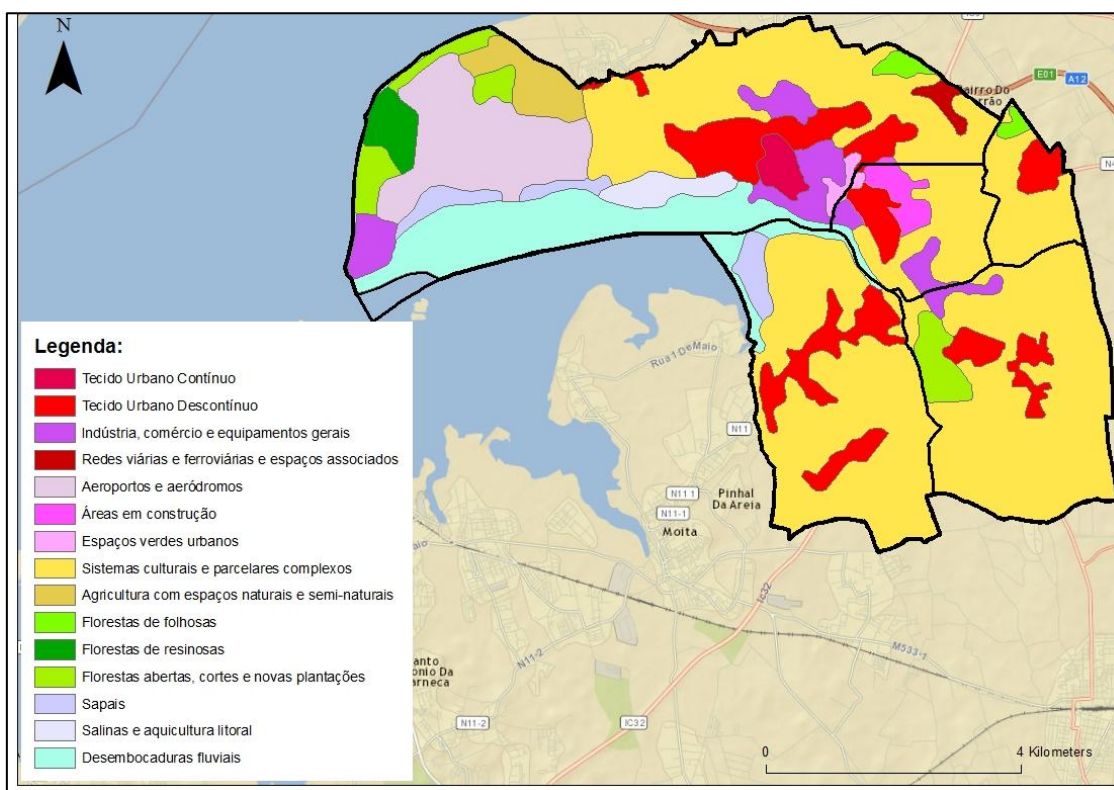 N
E01
A12
Bairro Do
N11
Rua 1 De Maio
N11 1
Pinhal
Da Areia
N11-1
Moita
Ic32
M533-1
N11-2
N11-2
IC32
Legenda:
Tecido Urbano Contínuo
Tecido Urbano Descontínuo
Indústria, comércio e equipamentos gerais
Redes viárias e ferroviárias e espaços associados
Aeroportos e aeródromos
Áreas em construção
Espaços verdes urbanos
Sistemas culturais e parcelares complexos
Agricultura com espaços naturais e semi-naturais
Florestas de folhosas
Florestas de resinosas
Florestas abertas, cortes e novas plantações
Sapais
Salinas e aquicultura litoral
Desembocaduras fluviais
0 4 Kilometers